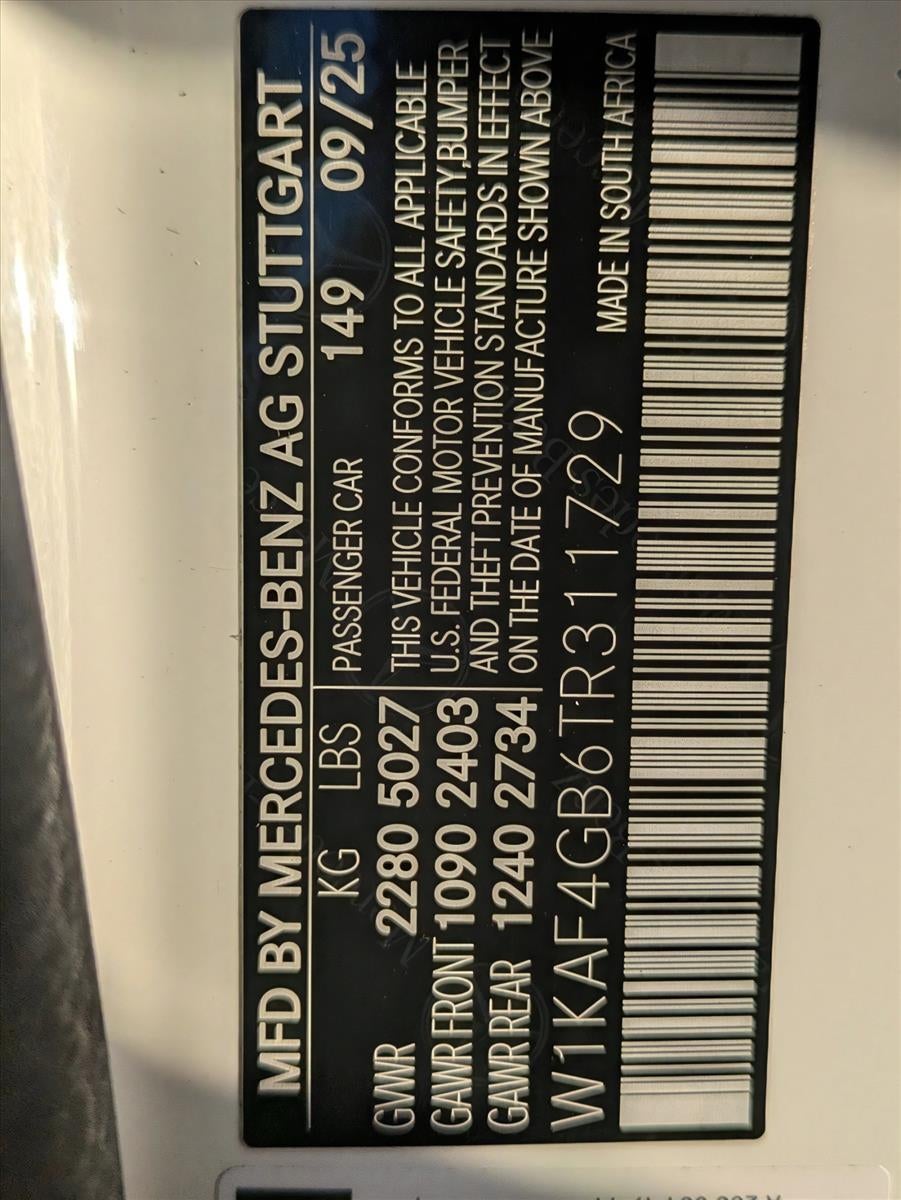 MFD BY MERCEDES-BENZ AG STUTTGART
KG LBS PASSENGER CAR 149 09/25
GVWR 2280 5027
GAWR FRONT 1090 2403
GAWR REAR 1240 2734
THIS VEHICLE CONFORMS TO ALL APPLICABLE
U.S. FEDERAL MOTOR VEHICLE SAFETY,BUMPER
AND THEFT PREVENTION STANDARDS IN EFFECT
ON THE DATE OF MANUFACTURE SHOWN ABOVE
W1KAF4GB6TR311729 MADE IN SOUTH AFRICA